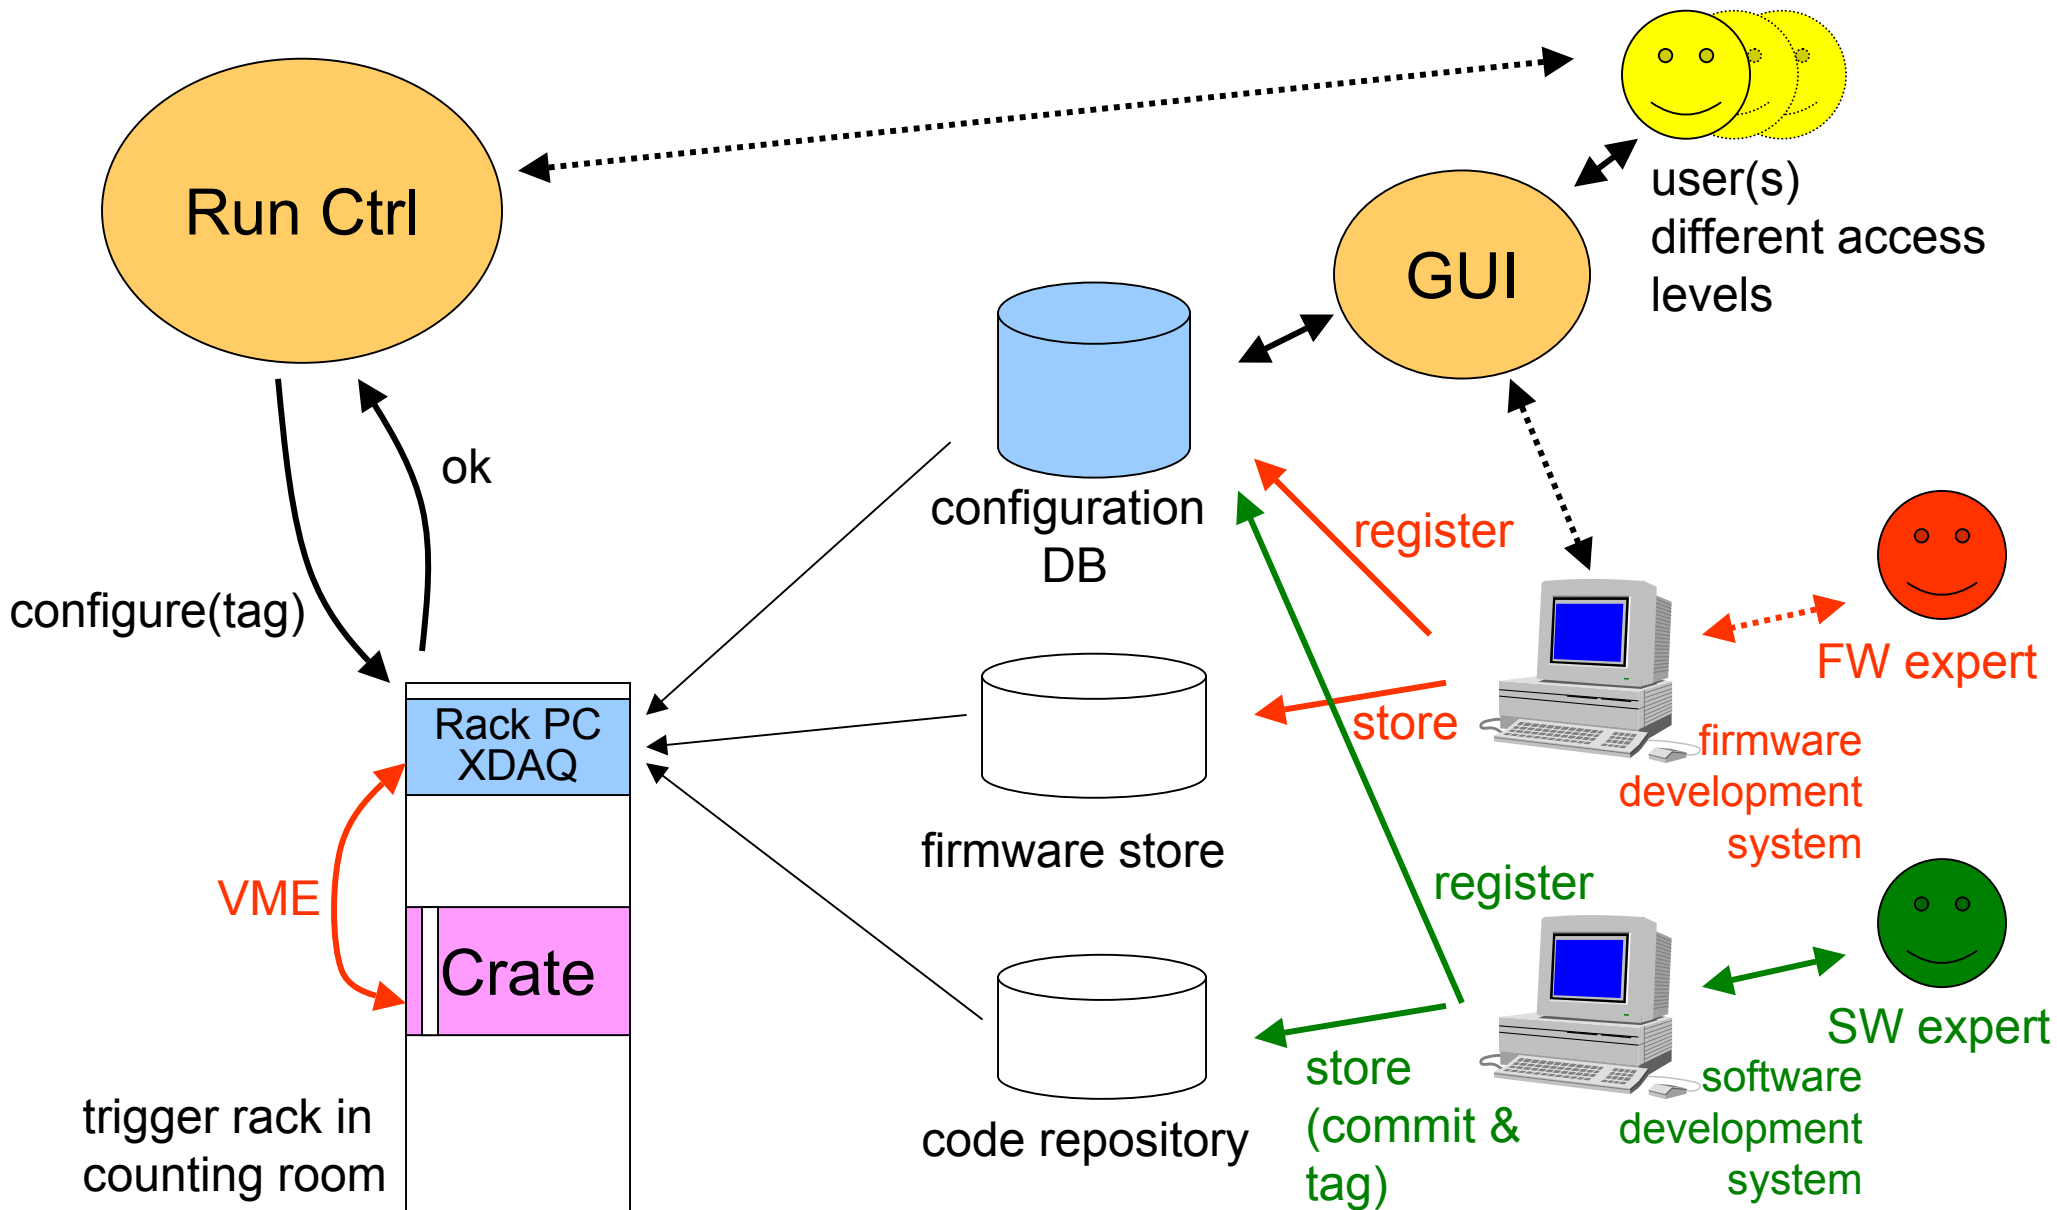 Run Ctrl
user(s)
different access
levels
GUI
ok
configure(tag)
configuration
DB
register
FW expert
Rack PC
XDAQ
store
firmware
development
system
firmware store
VME
register
Crate
SW expert
store
(commit &
tag)
software
development
system
code repository
trigger rack in
counting room